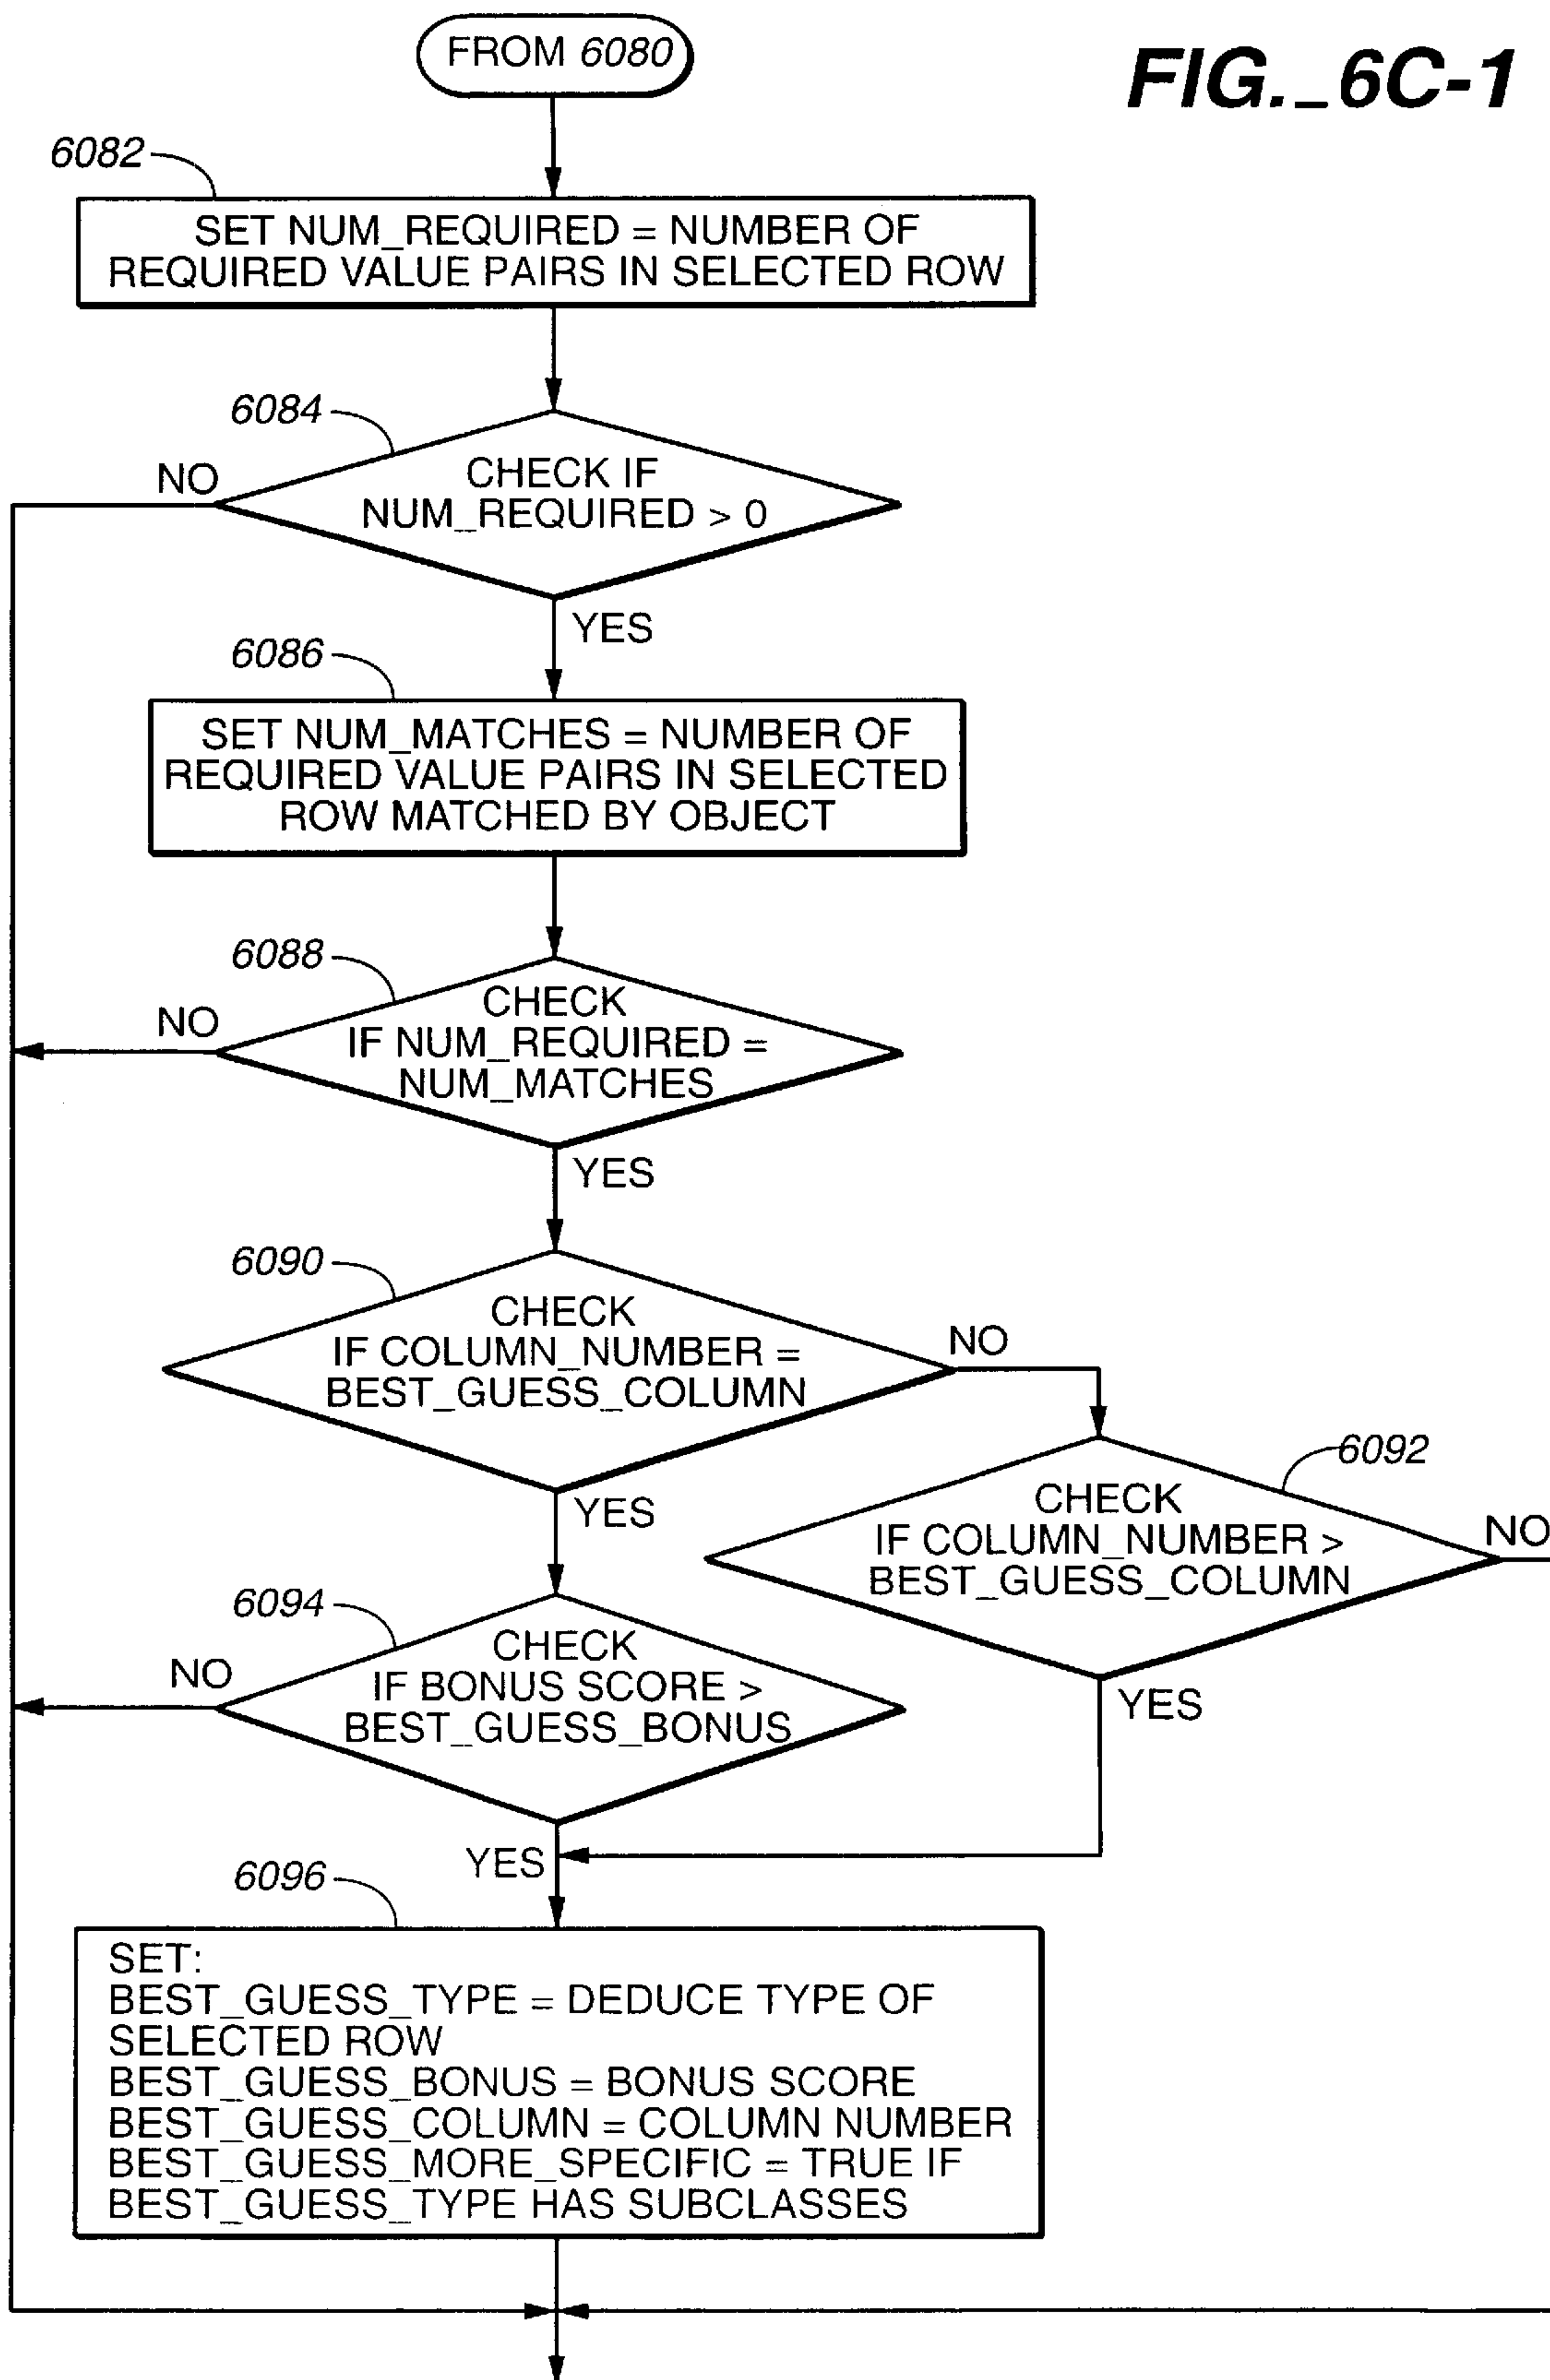 FROM 6080
FIG._6C-1
6082
SET NUM_REQUIRED = NUMBER OF
REQUIRED VALUE PAIRS IN SELECTED ROW
6084
NO
CHECK IF
NUM_REQUIRED > 0
YES
6086
SET NUM_MATCHES = NUMBER OF
REQUIRED VALUE PAIRS IN SELECTED
ROW MATCHED BY OBJECT
6088
NO
CHECK
IF NUM_REQUIRED =
NUM_MATCHES
YES
6090
CHECK
IF COLUMN_NUMBER =
BEST_GUESS_COLUMN
NO
YES
6092
CHECK
IF COLUMN_NUMBER >
BEST_GUESS_COLUMN
NO
YES
6094
NO
CHECK
IF BONUS SCORE >
BEST_GUESS_BONUS
YES
6096
SET:
BEST_GUESS_TYPE = DEDUCE TYPE OF
SELECTED ROW
BEST_GUESS_BONUS = BONUS SCORE
BEST_GUESS_COLUMN = COLUMN NUMBER
BEST_GUESS_MORE_SPECIFIC = TRUE IF
BEST_GUESS_TYPE HAS SUBCLASSES